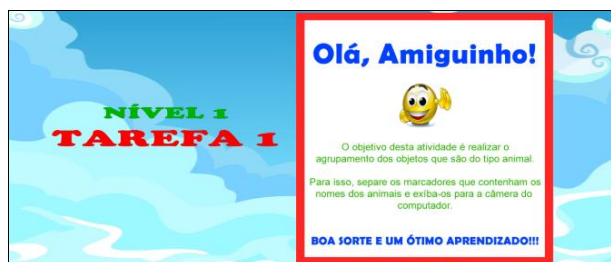 NÍVEL 1
TAREFA 1
Olá, Amiguinho!
O objetivo desta atividade é realizar o
agrupamento dos objetos que são do tipo animal.
Para isso, separe os marcadores que contenham os
nomes dos animais e exíba-os para a câmera do
computador.
BOA SORTE E UM ÓTIMO APRENDIZADO!!!